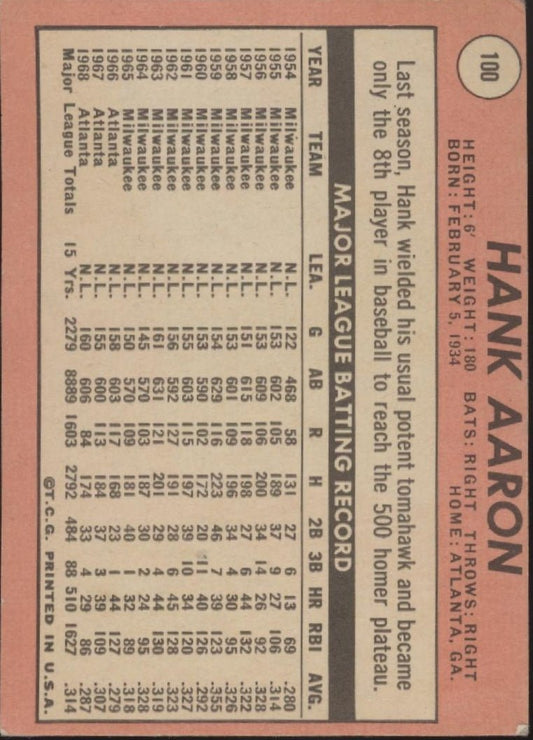 100
HANK AARON
HEIGHT: 6' WEIGHT: 180 BATS: RIGHT THROWS: RIGHT
BORN: FEBRUARY 5, 1934 HOME: ATLANTA, GA.
Last season, Hank wielded his usual potent tomahawk and became
only the 8th player in baseball to reach the 500 homer plateau.
MAJOR LEAGUE BATTING RECORD
YEAR TEAM LEA. G AB R H 2B 3B HR RBI AVG.
1954 Milwaukee N.L. 122 468 58 131 27 6 13 69 .280
1955 Milwaukee N.L. 153 602 105 189 37 9 27 106 .314
1956 Milwaukee N.L. 153 609 106 200 34 14 26 92 .328
1957 Milwaukee N.L. 151 615 118 198 27 6 44 132 .322
1958 Milwaukee N.L. 153 601 109 196 34 4 30 95 .326
1959 Milwaukee N.L. 154 629 116 223 46 7 39 123 .355
1960 Milwaukee N.L. 153 590 102 172 20 11 40 126 .292
1961 Milwaukee N.L. 155 603 115 197 39 10 34 120 .327
1962 Milwaukee N.L. 156 592 127 191 28 6 45 128 .323
1963 Milwaukee N.L. 161 631 121 201 29 4 44 130 .319
1964 Milwaukee N.L. 145 570 103 187 30 2 24 95 .328
1965 Milwaukee N.L. 150 570 109 181 40 1 32 89 .318
1966 Atlanta N.L. 158 603 117 168 23 1 44 127 .279
1967 Atlanta N.L. 155 600 113 184 37 3 39 109 .307
1968 Atlanta N.L. 160 606 84 174 33 4 29 86 .287
Major League Totals 15 Yrs. 2279 8889 1603 2792 484 88 510 1627 .314
©T.C.G. PRINTED IN U.S.A.